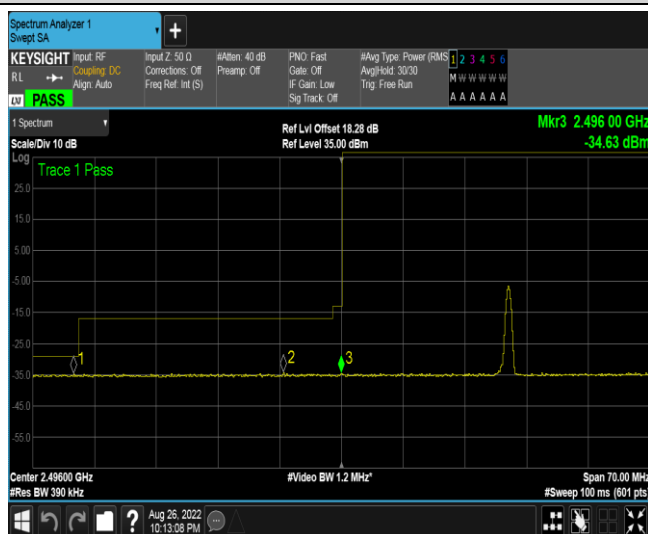 Spectrum Analyzer 1
Swept SA
+
KEYSIGHT
RL
LXI PASS
Input: RF
Coupling: DC
Align: Auto
Input Z: 50 Ω
Corrections: Off
Freq Ref: Int (S)
#Atten: 40 dB
Preamp: Off
PNO: Fast
Gate: Off
IF Gain: Low
Sig Track: Off
#Avg Type: Power (RMS
Avg|Hold: 30/30
Trig: Free Run
1 2 3 4 5 6
M W W W W W
A A A A A A
1 Spectrum
Scale/Div 10 dB
Ref Lvl Offset 18.28 dB
Ref Level 35.00 dBm
Mkr3 2.496 00 GHz
-34.63 dBm
Log
Trace 1 Pass
25.0
15.0
5.00
-5.00
-15.0
-25.0
1
2
3
-35.0
-45.0
-55.0
Center 2.49600 GHz
#Res BW 390 kHz
#Video BW 1.2 MHz*
Span 70.00 MHz
#Sweep 100 ms (601 pts)
?
Aug 26, 2022
10:13:08 PM